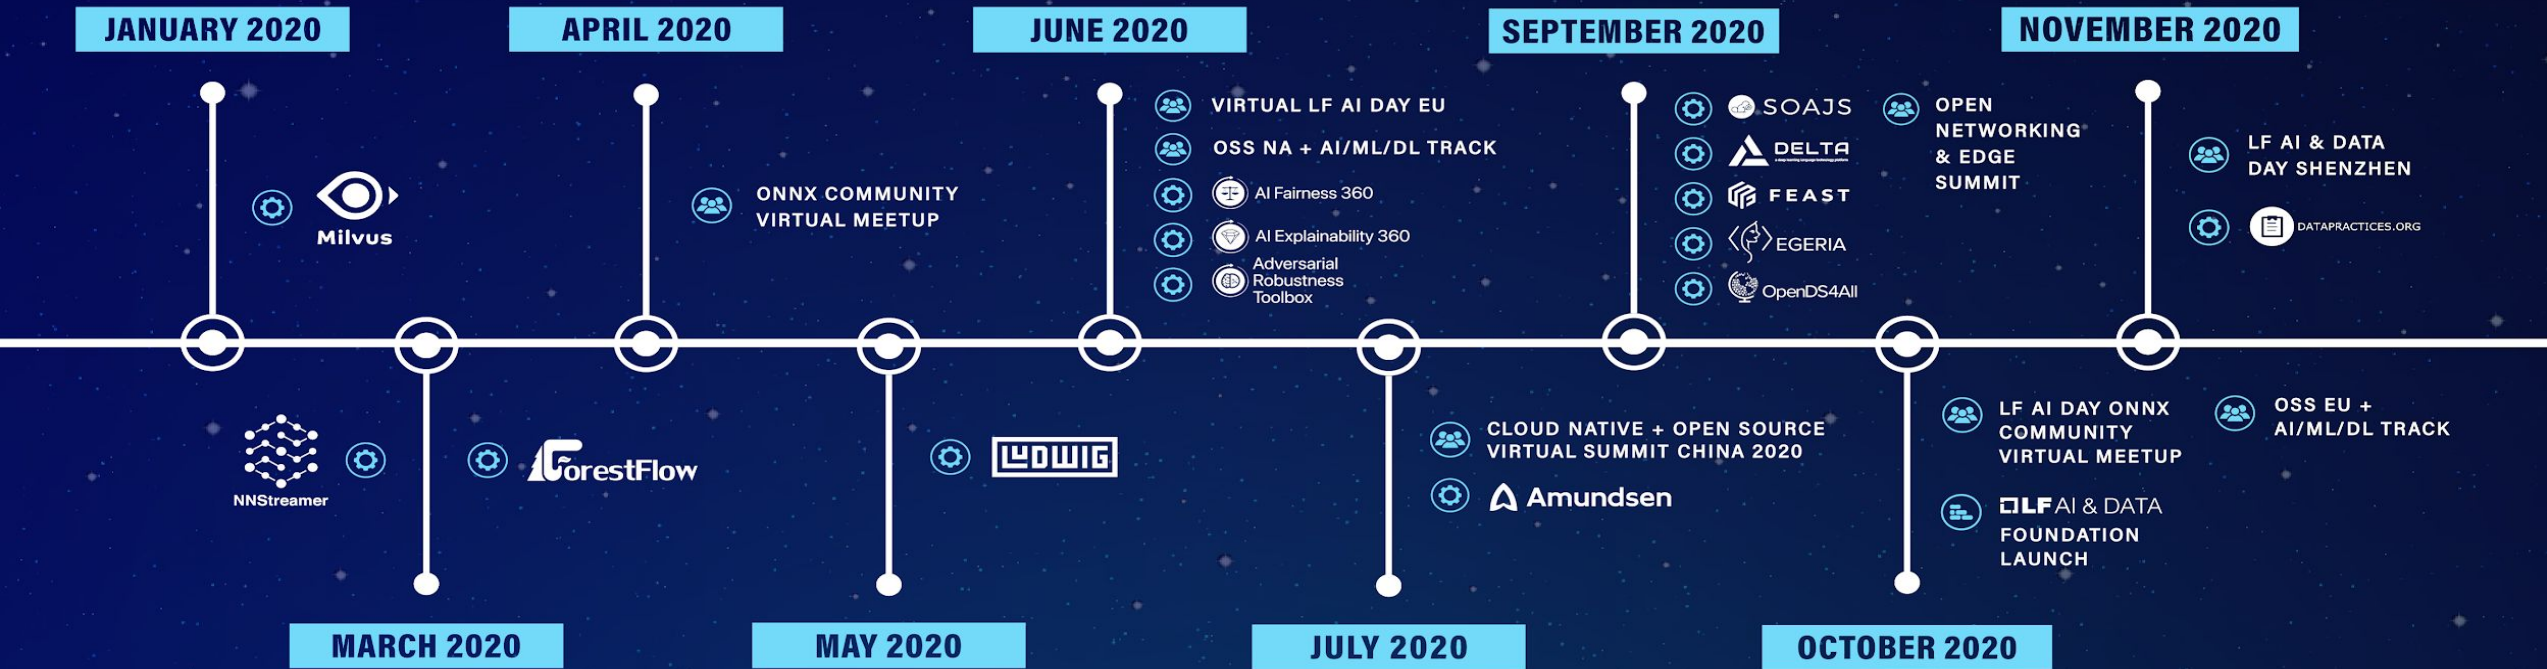 JANUARY 2020
APRIL 2020
JUNE 2020
SEPTEMBER 2020
NOVEMBER 2020
Milvus
ONNX COMMUNITY
VIRTUAL MEETUP
VIRTUAL LF AI DAY EU
OSS NA + AI/ML/DL TRACK
AI Fairness 360
AI Explainability 360
Adversarial
Robustness
Toolbox
SOAJS
DELTA
FEAST
EGERIA
OpenDS4All
OPEN
NETWORKING
& EDGE
SUMMIT
LF AI & DATA
DAY SHENZHEN
DATAPRACTICES.ORG
NNStreamer
ForestFlow
LUDWIG
CLOUD NATIVE + OPEN SOURCE
VIRTUAL SUMMIT CHINA 2020
Amundsen
LF AI DAY ONNX
COMMUNITY
VIRTUAL MEETUP
LF AI & DATA
FOUNDATION
LAUNCH
OSS EU +
AI/ML/DL TRACK
MARCH 2020
MAY 2020
JULY 2020
OCTOBER 2020